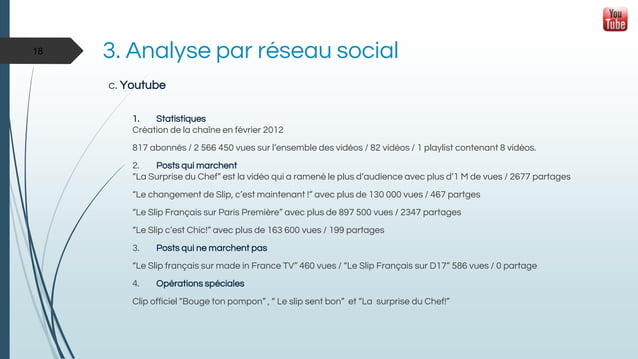 You
Tube
18
3. Analyse par réseau social
c. Youtube
1. Statistiques
Création de la chaîne en février 2012
817 abonnés / 2 566 450 vues sur l'ensemble des vidéos / 82 vidéos / 1 playlist contenant 8 vidéos.
2. Posts qui marchent
"La Surprise du Chef" est la vidéo qui a ramené le plus d'audience avec plus d'1 M de vues / 2677 partages
"Le changement de Slip, c'est maintenant !" avec plus de 130 000 vues / 467 partges
"Le Slip Français sur Paris Première" avec plus de 897 500 vues / 2347 partages
"Le Slip c'est Chic!" avec plus de 163 600 vues / 199 partages
3. Posts qui ne marchent pas
"Le Slip français sur made in France TV" 460 vues / "Le Slip Français sur D17" 586 vues / 0 partage
4. Opérations spéciales
Clip officiel "Bouge ton pompon" , " Le slip sent bon" et "La surprise du Chef!"